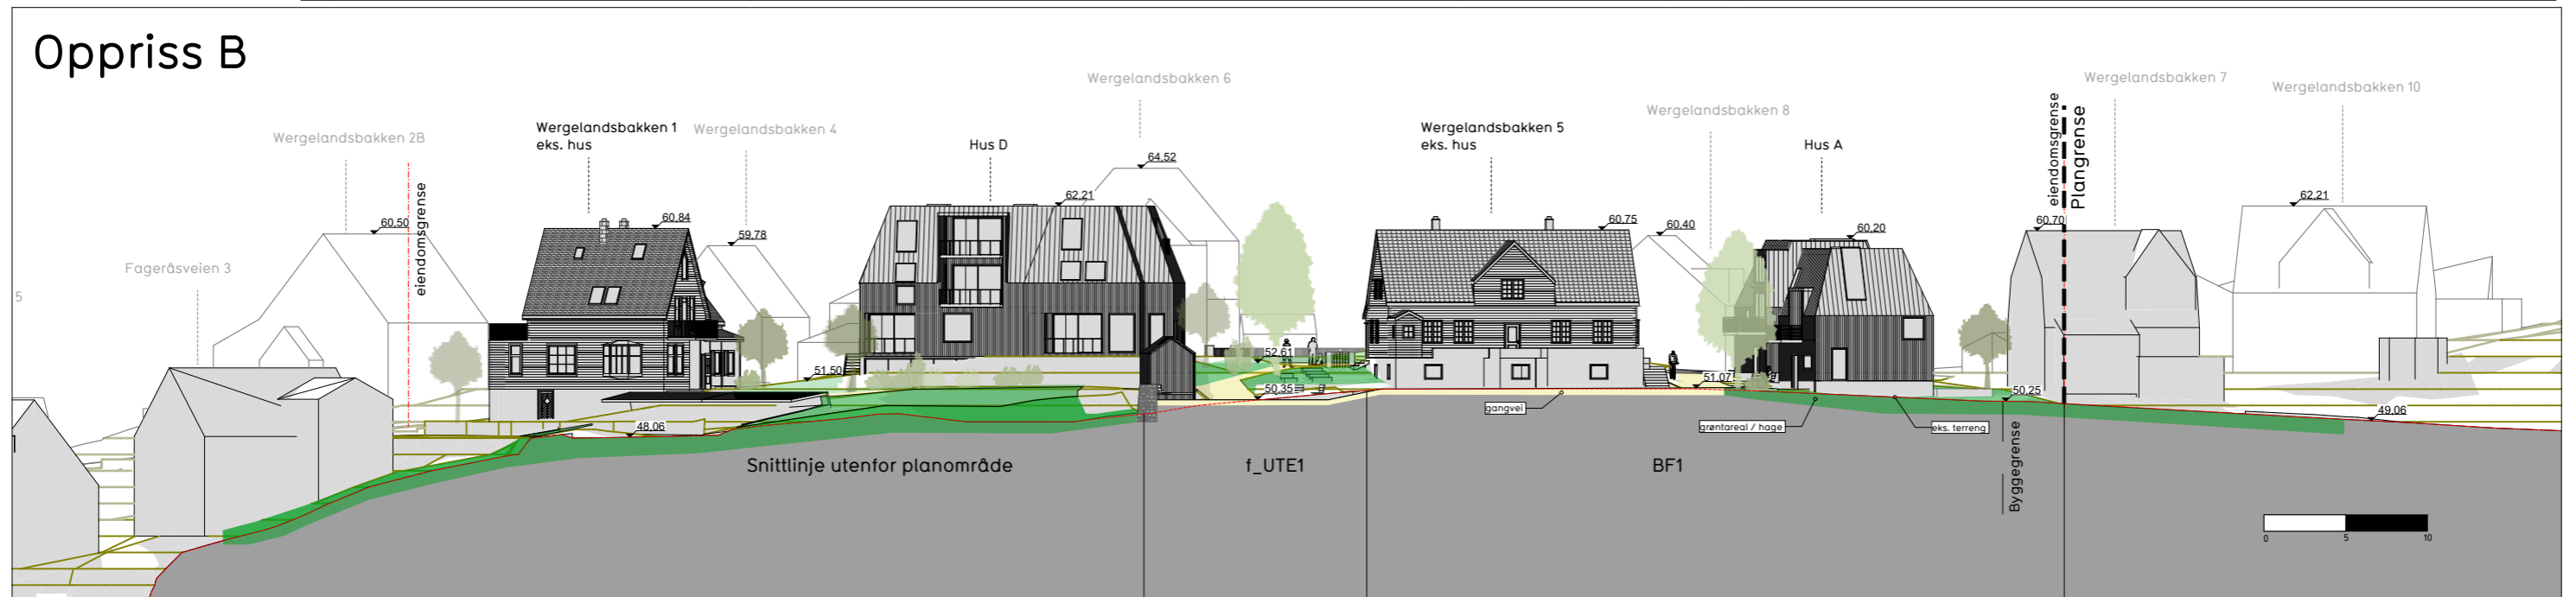 Oppriss B
Wergelandsbakken 6
Wergelandsbakken 7
Wergelandsbakken 10
Wergelandsbakken 8
Wergelandsbakken 1
eks. hus
Wergelandsbakken 4
Wergelandsbakken 5
eks. hus
Wergelandsbakken 2B
Hus D
Hus A
eiendomsgrense
Plangrense
64,52
62,21
62,21
60,50
60,84
59,78
60,75
60,40
60,20
60,70
eiendomsgrense
Fageråsveien 3
5
52,61
51,50
50,35
51,07
50,25
49,06
48,06
gangvei
grøntareal / hage
eks. terreng
Byggegrense
Snittlinje utenfor planområde
f_UTE1
BF1
0
5
10